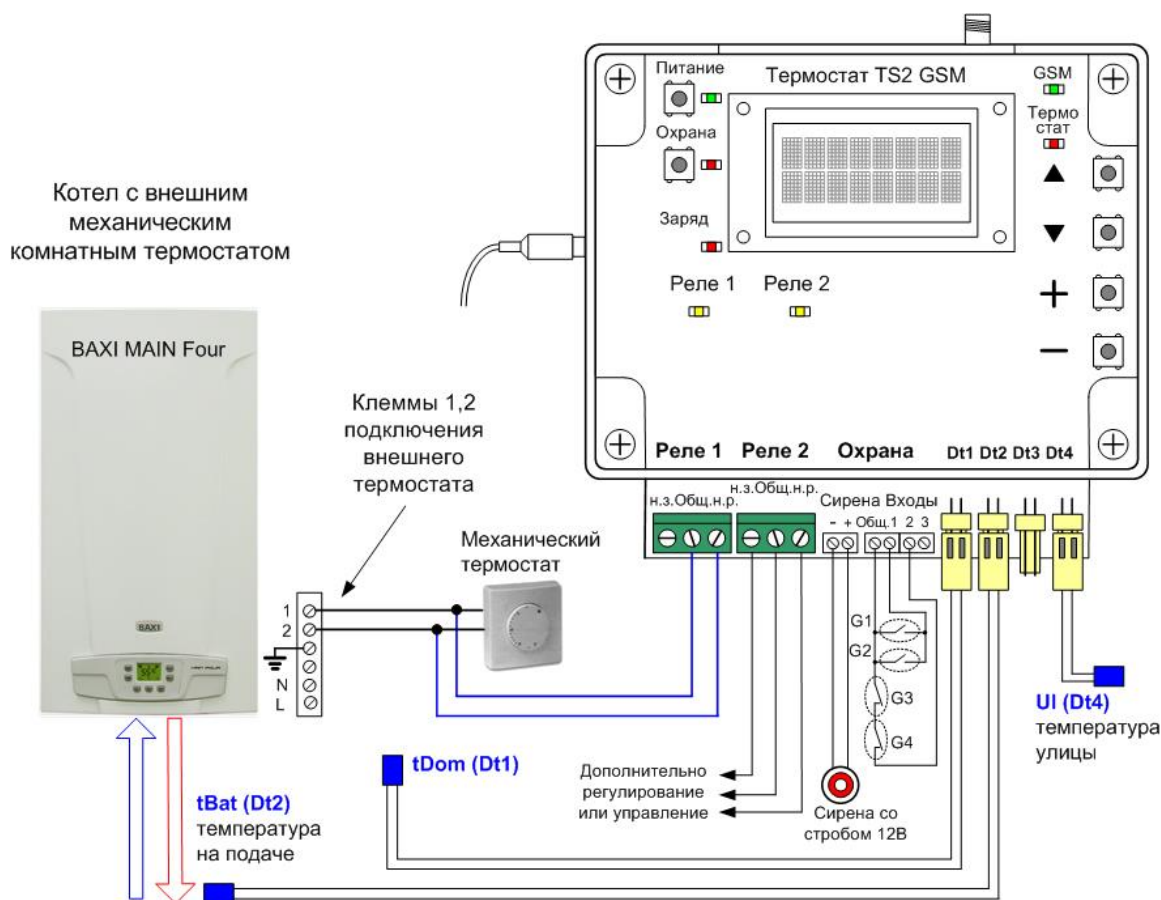 Питание
Термостат TS2 GSM
GSM
Охрана
Термо
стат
Заряд
Реле 1
Реле 2
Котел с внешним
механическим
комнатным термостатом
BAXI MAIN Four
BAXI
Клеммы 1,2
подключения
внешнего
термостата
Реле 1
Реле 2
Охрана
Dt1 Dt2 Dt3 Dt4
н.з.Общ.н.р.
н.з.Общ.н.р.
Сирена Входы
- + Общ.1 2 3
Механический
термостат
1
2
N
L
G1
G2
G3
G4
UI (Dt4)
температура
улицы
tDom (Dt1)
Дополнительно
регулирование
или управление
Сирена со
стробом 12В
tBat (Dt2)
температура
на подаче